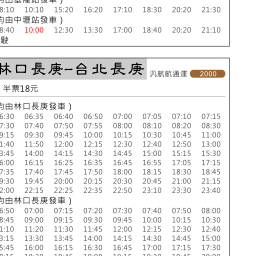 8:10 10:10 15:20 16:20 17:10 18:30 20:20 21:30
均由中壢站發車)
8:40 10:00 12:30 13:30 17:00 18:40 20:20 21:10
駛
林口長庚-台北長庚 汎航航通運 2000
半票18元
均由林口長庚發車)
6:30 06:35 06:40 06:50 07:00 07:05 07:10 07:15
7:30 07:40 07:50 07:55 08:00 08:10 08:20 08:30
9:15 09:30 09:45 10:00 10:15 10:30 10:45 11:00
1:40 11:50 12:00 12:15 12:30 12:40 12:50 13:00
3:45 14:00 14:15 14:30 14:45 15:00 15:15 15:30
6:00 16:15 16:25 16:35 16:45 16:55 17:05 17:15
7:35 17:40 17:45 17:50 18:00 18:15 18:30 18:45
9:30 19:45 20:00 20:15 20:30 20:45 21:00 21:15
2:00 22:15 22:25 22:35 22:50 23:10 23:30 23:40
均由林口長庚發車)
6:50 07:00 07:15 07:20 07:30 07:40 07:50 08:00
8:45 09:00 09:15 09:30 09:45 10:00 10:15 10:30
1:10 11:20 11:30 11:45 12:00 12:15 12:30 12:40
3:15 13:30 13:45 14:00 14:15 14:30 14:45 15:00
5:45 16:00 16:15 16:30 16:45 17:00 17:15 17:30